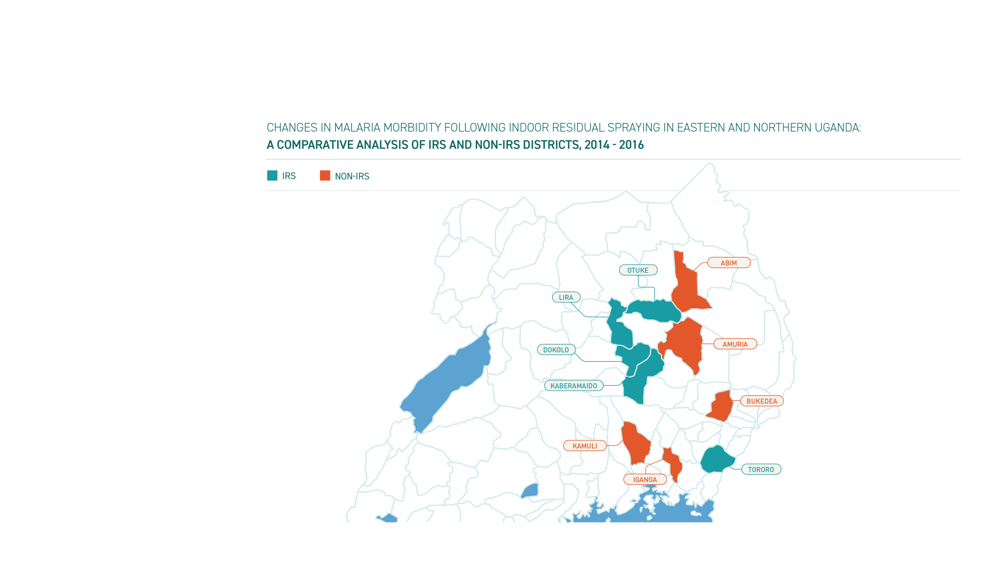 CHANGES IN MALARIA MORBIDITY FOLLOWING INDOOR RESIDUAL SPRAYING IN EASTERN AND NORTHERN UGANDA:
A COMPARATIVE ANALYSIS OF IRS AND NON-IRS DISTRICTS, 2014 - 2016
IRS
NON-IRS
ABIM
OTUKE
LIRA
AMURIA
DOKOLO
KABERAMAIDO
BUKEDEA
KAMULI
TORORO
IGANGA